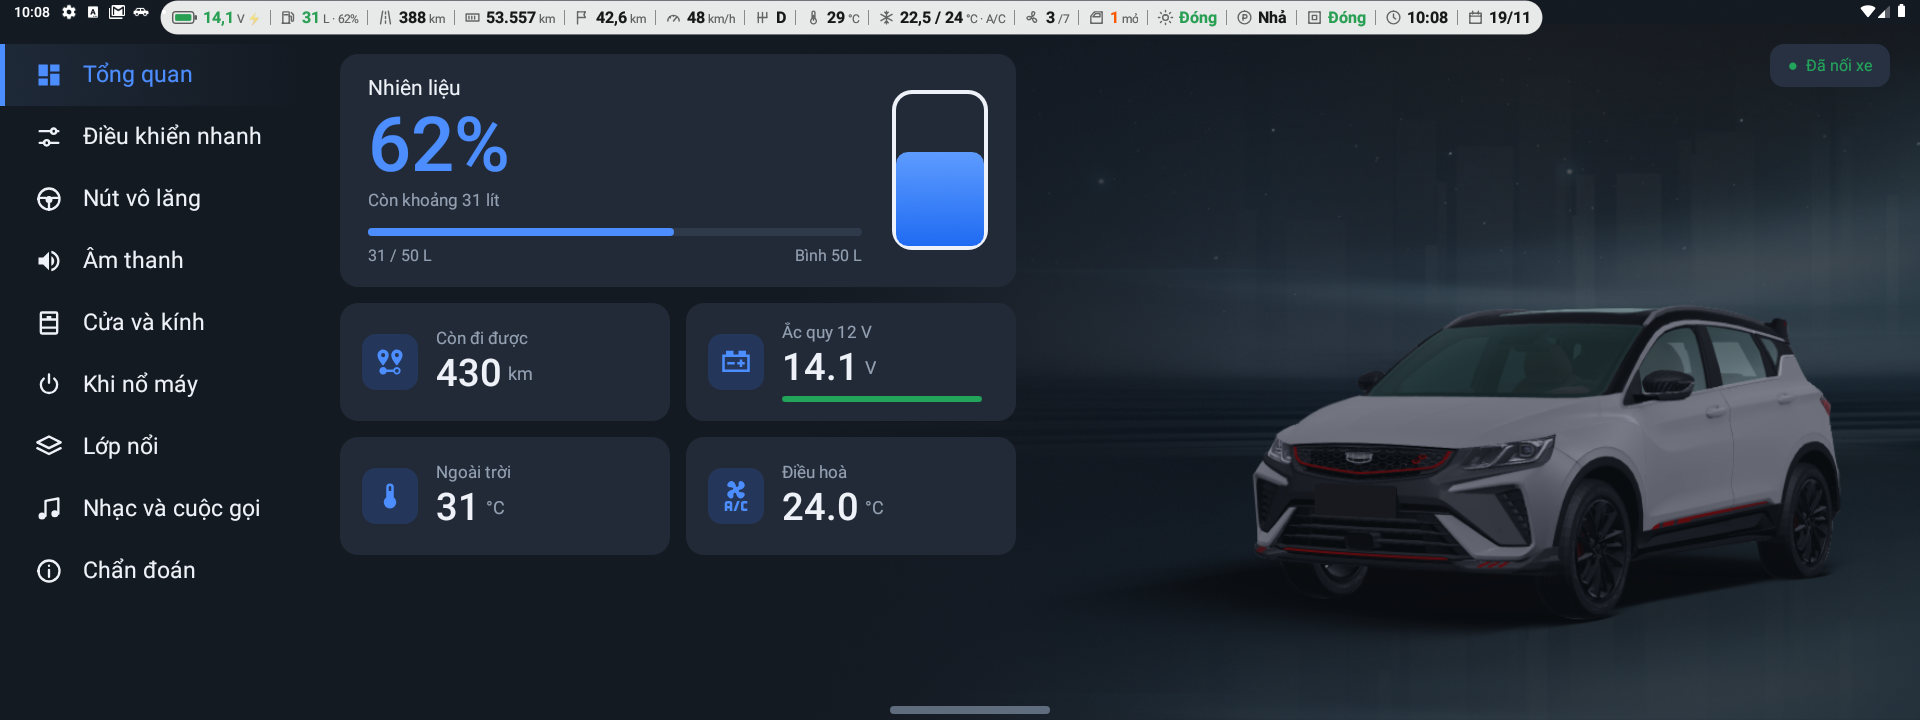 10:08
14,1 V | 31 L · 62% | 388 km | 53.557 km | 42,6 km | 48 km/h | D | 29 °C | 22,5 / 24 °C · A/C | 3 /7 | 1 mở | Đóng | Nhả | Đóng | 10:08 | 19/11
Đã nối xe
Tổng quan
Điều khiển nhanh
Nút vô lăng
Âm thanh
Cửa và kính
Khi nổ máy
Lớp nổi
Nhạc và cuộc gọi
Chẩn đoán
Nhiên liệu
62%
Còn khoảng 31 lít
31 / 50 L
Bình 50 L
Còn đi được
430 km
Ắc quy 12 V
14.1 V
Ngoài trời
31 °C
Điều hoà
24.0 °C
A/C